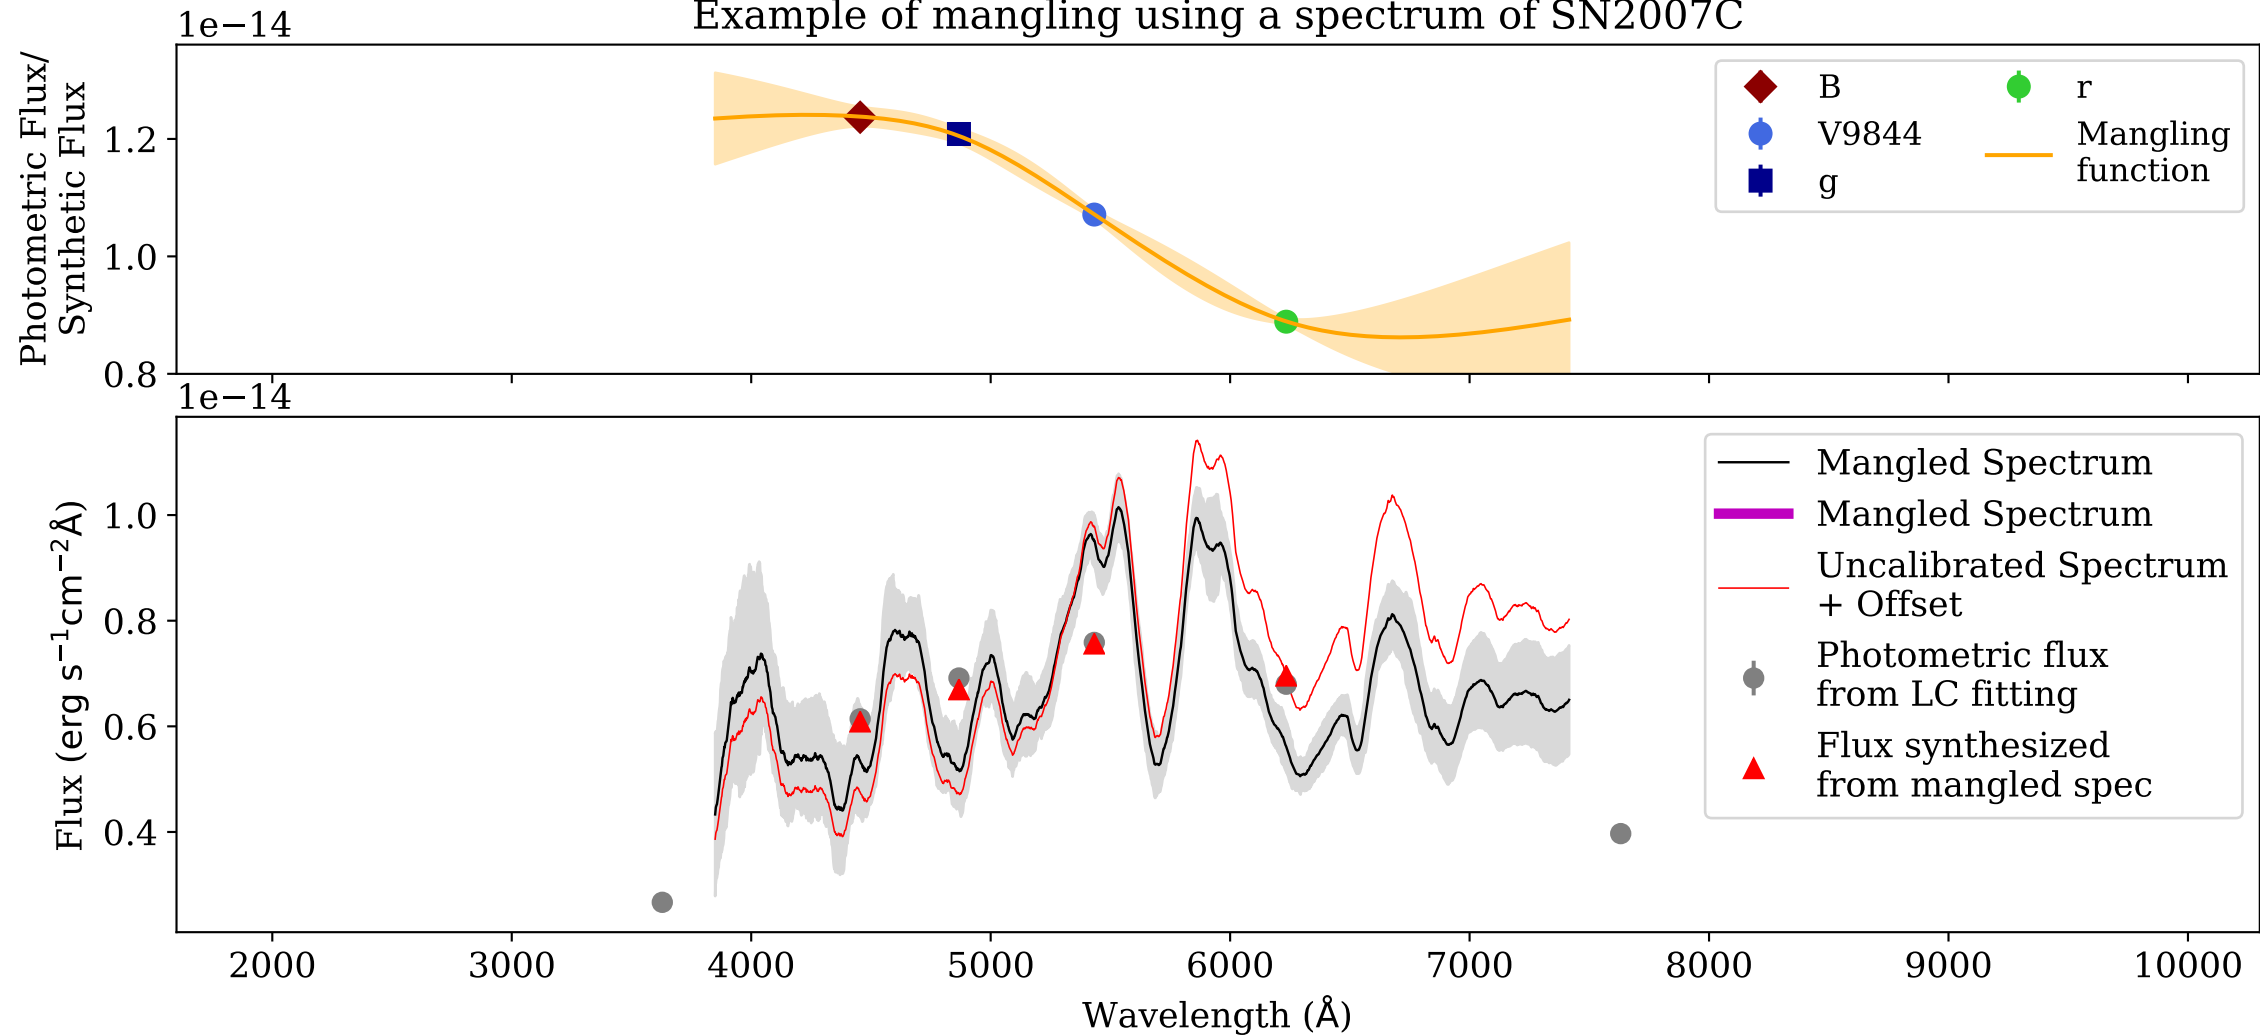 Example of mangling using a spectrum of SN2007C
1e−14
Photometric Flux/
Synthetic Flux
1.2
1.0
0.8
B
V9844
g
r
Mangling
function
1e−14
Flux (erg s⁻¹cm⁻²Å)
1.0
0.8
0.6
0.4
Mangled Spectrum
Mangled Spectrum
Uncalibrated Spectrum
+ Offset
Photometric flux
from LC fitting
Flux synthesized
from mangled spec
2000 3000 4000 5000 6000 7000 8000 9000 10000
Wavelength (Å)